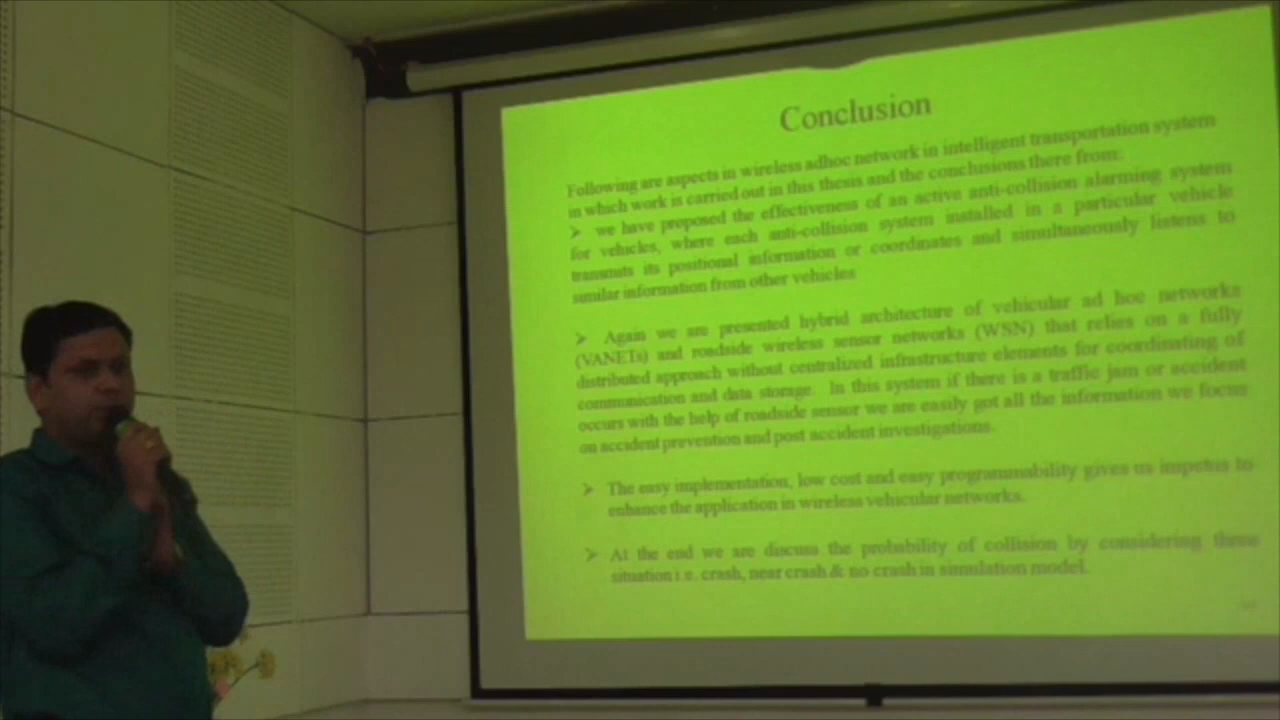 Conclusion
Following are aspects in wireless adhoc network in intelligent transportation system
in which work is carried out in this thesis and the conclusions there from:
➢ we have proposed the effectiveness of an active anti-collision alarming system
for vehicles, where each anti-collision system installed in a particular vehicle
transmits its positional information or coordinates and simultaneously listens to
similar information from other vehicles
➢ Again we are presented hybrid architecture of vehicular ad hoc networks
(VANETs) and roadside wireless sensor networks (WSN) that relies on a fully
distributed approach without centralized infrastructure elements for coordinating of
communication and data storage. In this system if there is a traffic jam or accident
occurs with the help of roadside sensor we are easily got all the information we focus
on accident prevention and post accident investigations.
➢ The easy implementation, low cost and easy programmability gives us impetus to
enhance the application in wireless vehicular networks.
➢ At the end we are discuss the probability of collision by considering three
situation i.e. crash, near crash & no crash in simulation model.